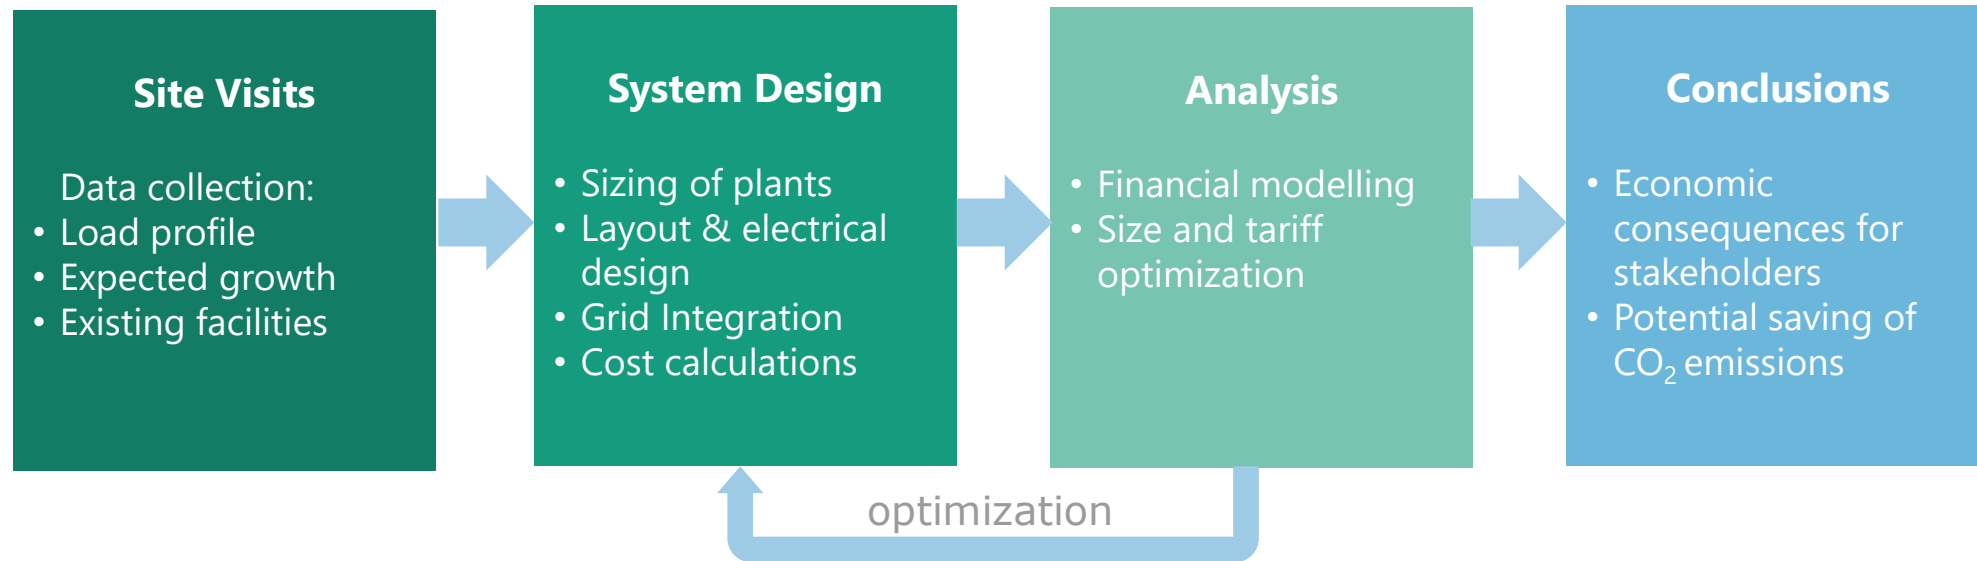 Site Visits
Data collection:
• Load profile
• Expected growth
• Existing facilities
System Design
• Sizing of plants
• Layout & electrical
design
• Grid Integration
• Cost calculations
Analysis
• Financial modelling
• Size and tariff
optimization
Conclusions
• Economic
consequences for
stakeholders
• Potential saving of
CO₂ emissions
optimization